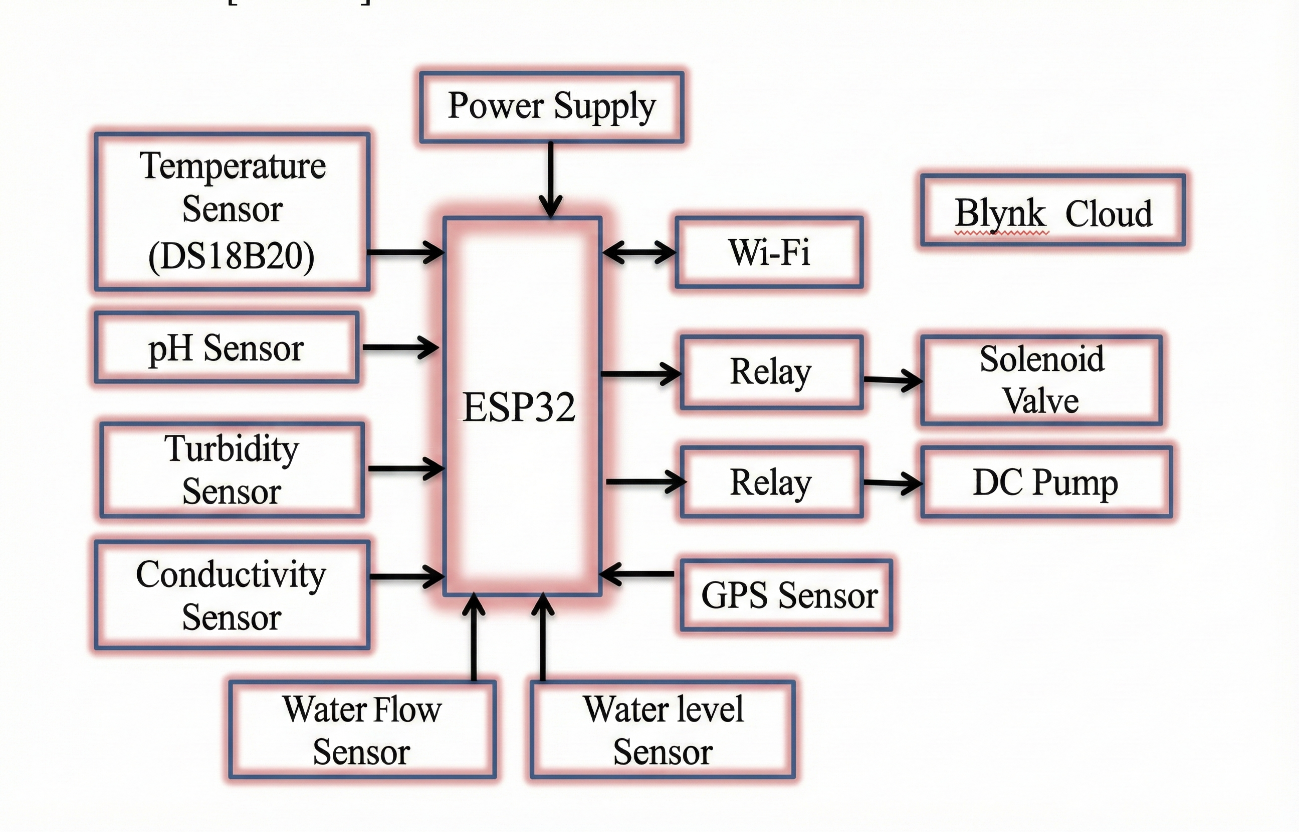 Power Supply
Temperature
Sensor
(DS18B20)
Blynk Cloud
Wi-Fi
pH Sensor
ESP32
Relay
Solenoid
Valve
Turbidity
Sensor
Relay
DC Pump
Conductivity
Sensor
GPS Sensor
Water Flow
Sensor
Water level
Sensor